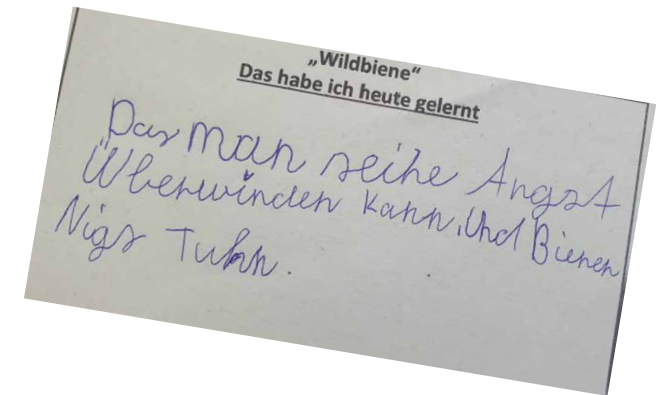 „Wildbiene“
Das habe ich heute gelernt
Das man seine Angst
Überwinden kann, Und Bienen
Nigs Tuhn.